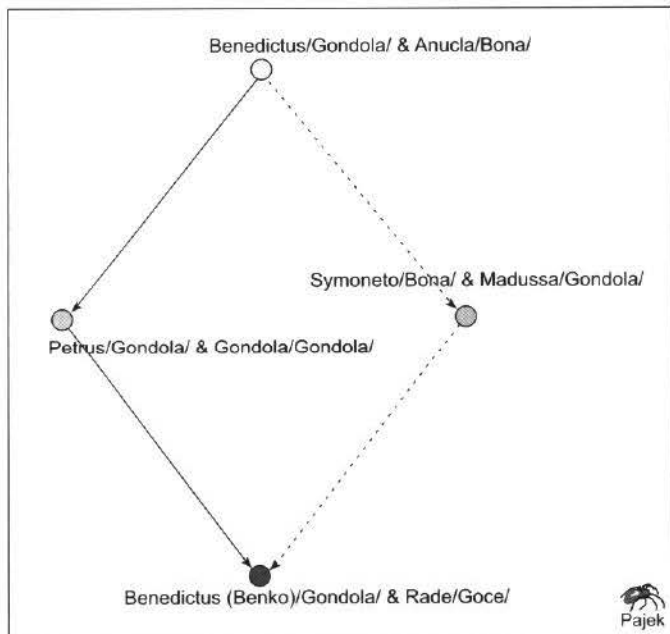 Benedictus/Gondola/ & Anucla/Bona/
Symoneto/Bona/ & Madussa/Gondola/
Petrus/Gondola/ & Gondola/Gondola/
Benedictus (Benko)/Gondola/ & Rade/Goce/
Pajek